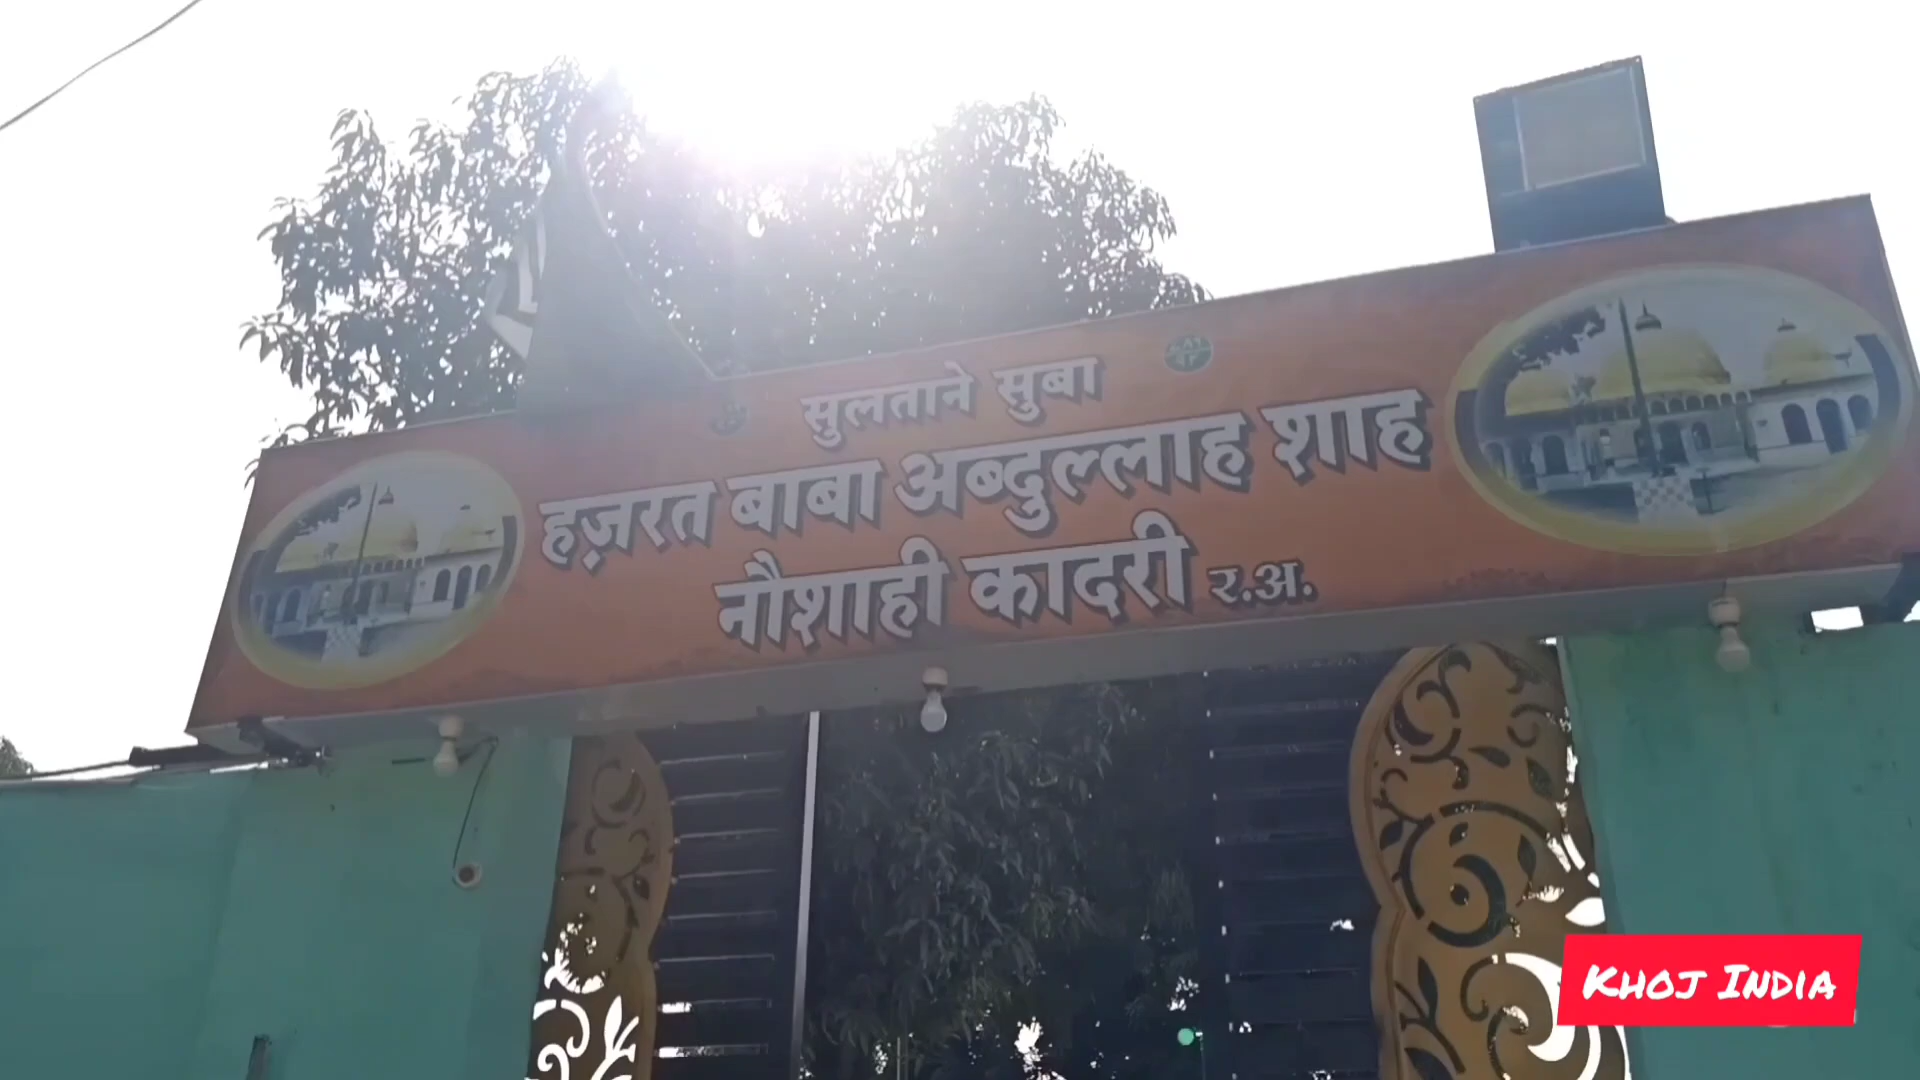 सुलताने सुबा
हज़रत बाबा अब्दुल्लाह शाह
नौशाही कादरी र.अ.
KHOJ INDIA